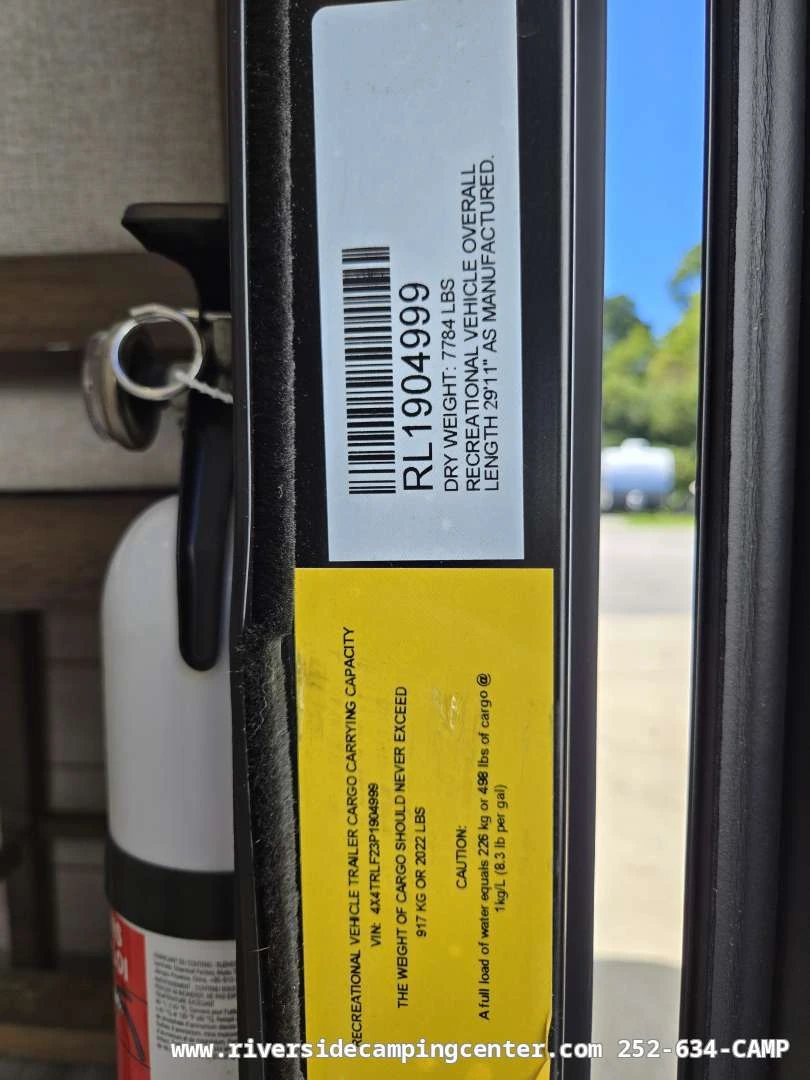 RL1904999
DRY WEIGHT: 7784 LBS
RECREATIONAL VEHICLE OVERALL
LENGTH 29'11" AS MANUFACTURED.
RECREATIONAL VEHICLE TRAILER CARGO CARRYING CAPACITY
VIN: 4X4TRLF23P1904999
THE WEIGHT OF CARGO SHOULD NEVER EXCEED
917 KG OR 2022 LBS
CAUTION:
A full load of water equals 226 kg or 498 lbs of cargo @
1kg/L (8.3 lb per gal)
www.riversidecampingcenter.com 252-634-CAMP